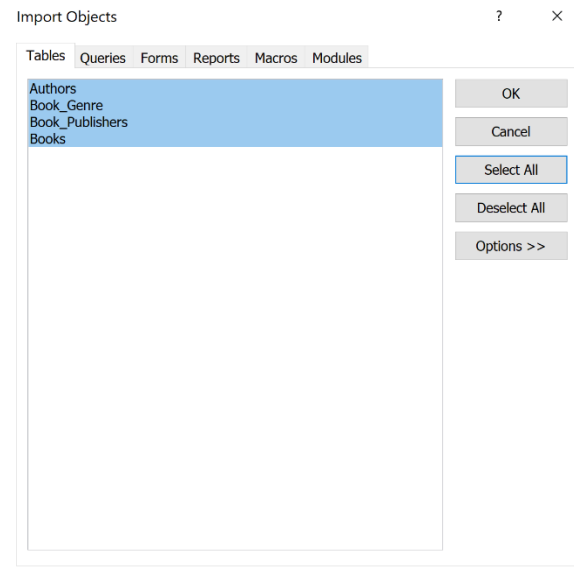 Import Objects ? ×
Tables Queries Forms Reports Macros Modules
Authors
Book_Genre
Book_Publishers
Books
OK
Cancel
Select All
Deselect All
Options >>